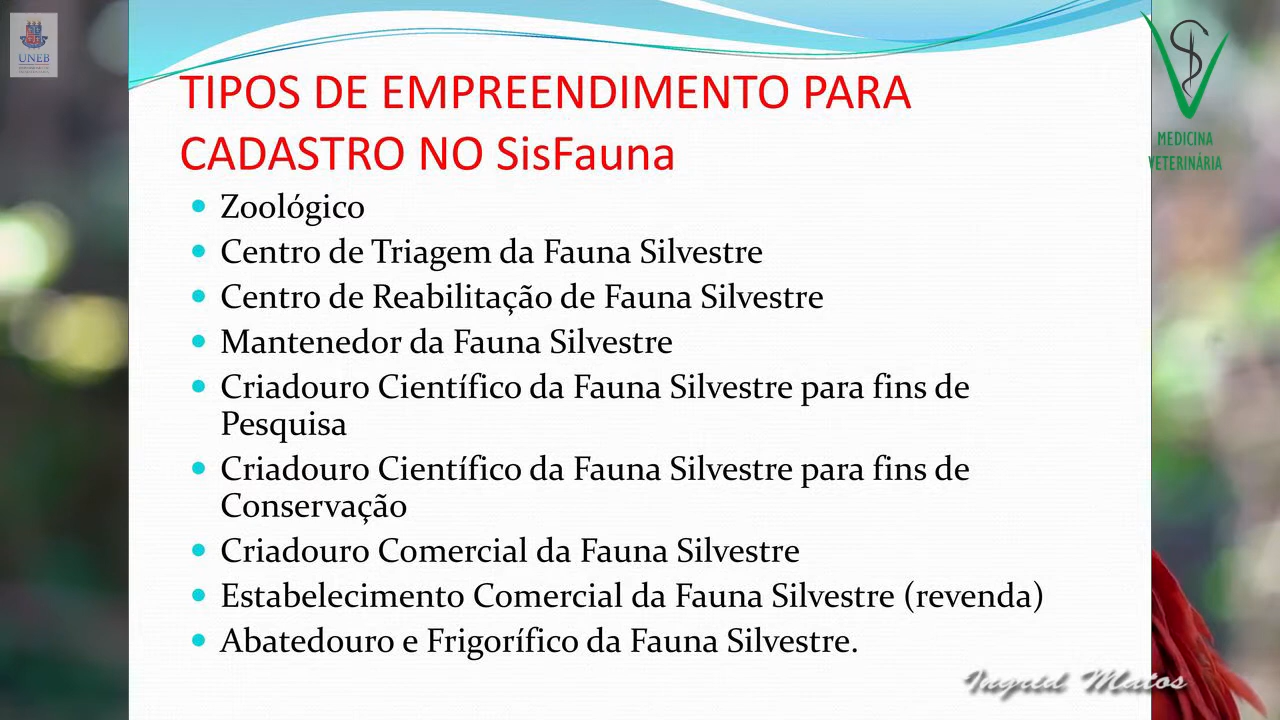 UNEB
TIPOS DE EMPREENDIMENTO PARA
CADASTRO NO SisFauna
MEDICINA
VETERINÁRIA
• Zoológico
• Centro de Triagem da Fauna Silvestre
• Centro de Reabilitação de Fauna Silvestre
• Mantenedor da Fauna Silvestre
• Criadouro Científico da Fauna Silvestre para fins de
Pesquisa
• Criadouro Científico da Fauna Silvestre para fins de
Conservação
• Criadouro Comercial da Fauna Silvestre
• Estabelecimento Comercial da Fauna Silvestre (revenda)
• Abatedouro e Frigorífico da Fauna Silvestre.
Ingrid Matos